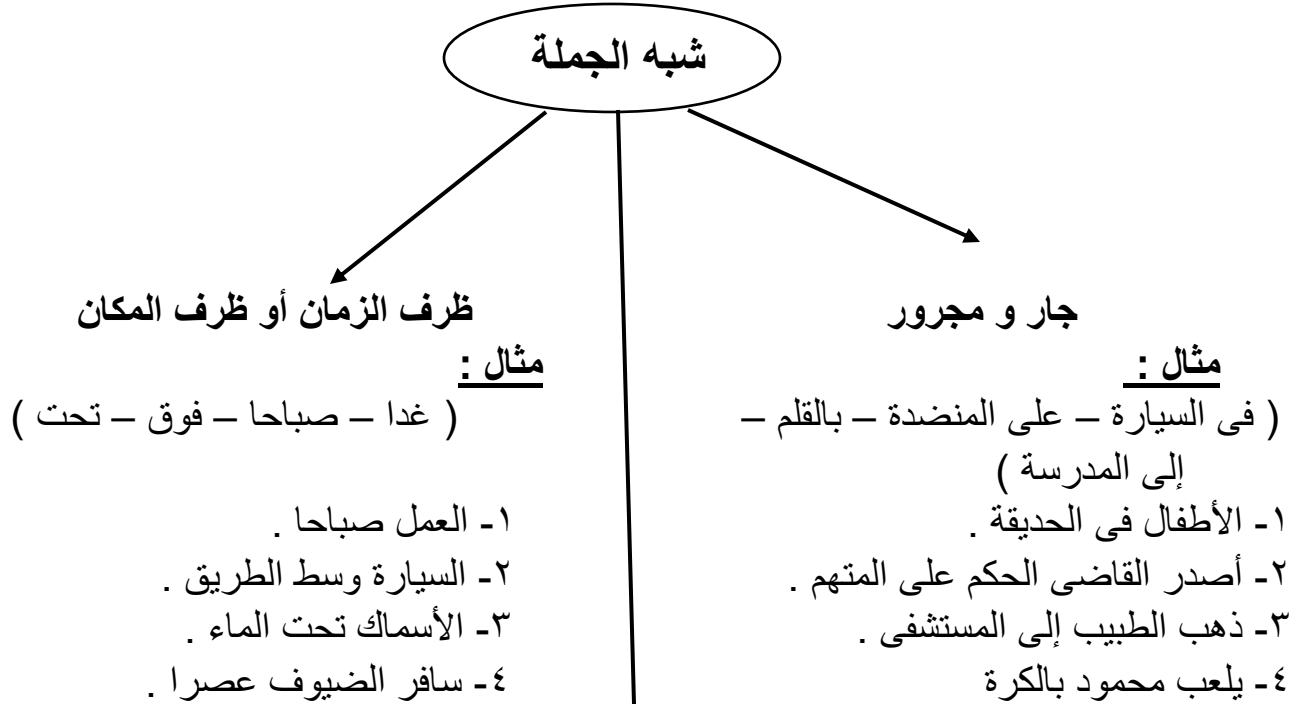 شبه الجملة
جار و مجرور
مثال :
( فى السيارة – على المنضدة – بالقلم –
إلى المدرسة )
١- الأطفال فى الحديقة .
٢- أصدر القاضى الحكم على المتهم .
٣- ذهب الطبيب إلى المستشفى .
٤- يلعب محمود بالكرة
ظرف الزمان أو ظرف المكان
مثال :
( غدا – صباحا – فوق – تحت )
١- العمل صباحا .
٢- السيارة وسط الطريق .
٣- الأسماك تحت الماء .
٤- سافر الضيوف عصرا .